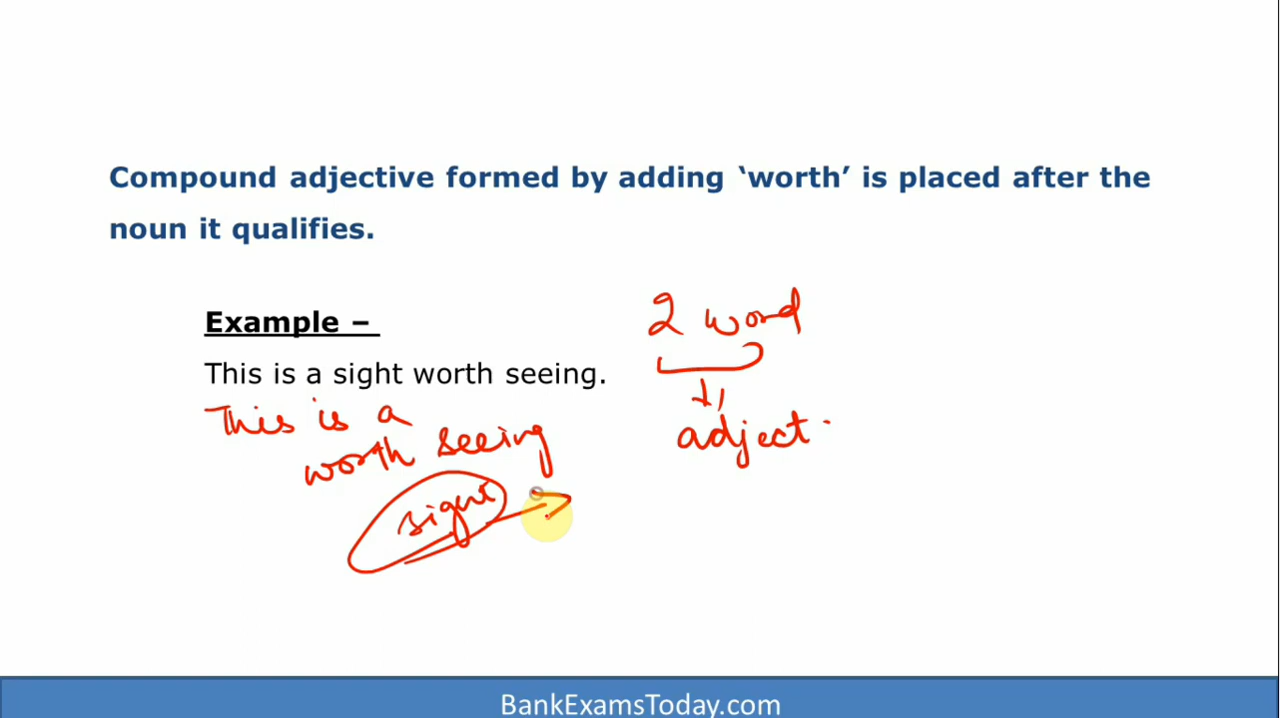 Compound adjective formed by adding ‘worth’ is placed after the
noun it qualifies.
Example –
2 word
This is a sight worth seeing.
This is a
adject.
worth seeing
sight
BankExamsToday.com